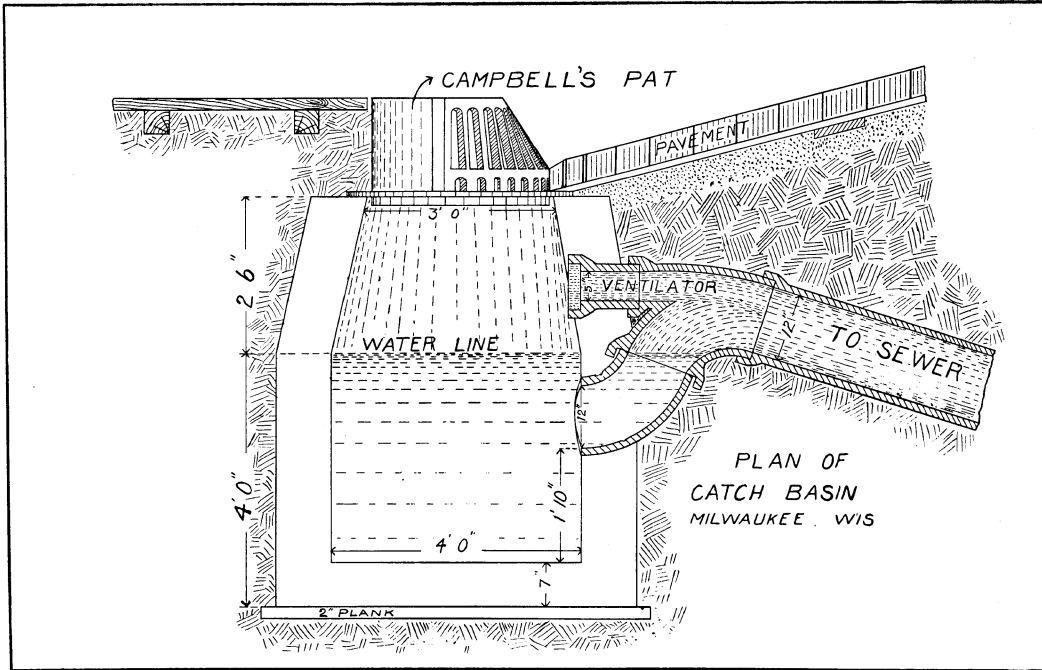 CAMPBELL'S PAT
PAVEMENT
3' 0"
2' 6"
5"
VENTILATOR
12"
TO SEWER
WATER LINE
12"
4' 0"
1' 10"
4' 0"
7"
2" PLANK
PLAN OF
CATCH BASIN
MILWAUKEE. WIS